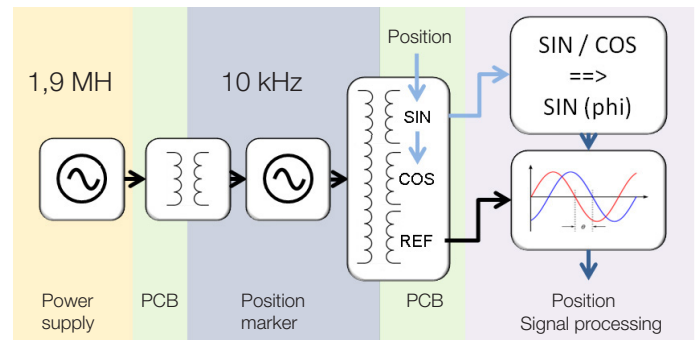 Position
1,9 MH
10 kHz
SIN / COS
==>
SIN (phi)
SIN
COS
REF
θ
Power
supply
PCB
Position
marker
PCB
Position
Signal processing